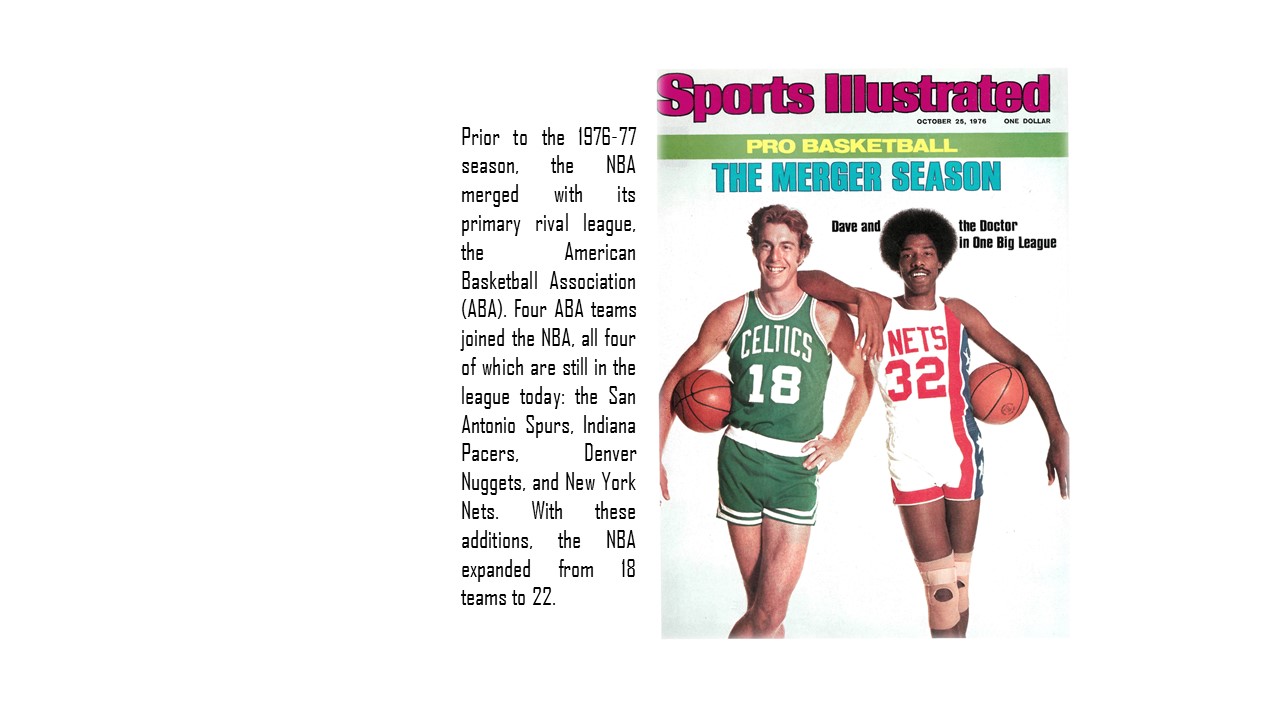 Prior to the 1976-77
season, the NBA
merged with its
primary rival league,
the American
Basketball Association
(ABA). Four ABA teams
joined the NBA, all four
of which are still in the
league today: the San
Antonio Spurs, Indiana
Pacers, Denver
Nuggets, and New York
Nets. With these
additions, the NBA
expanded from 18
teams to 22.
Sports Illustrated
OCTOBER 25, 1976 ONE DOLLAR
PRO BASKETBALL
THE MERGER SEASON
Dave and the Doctor
in One Big League
CELTICS
18
NETS
32